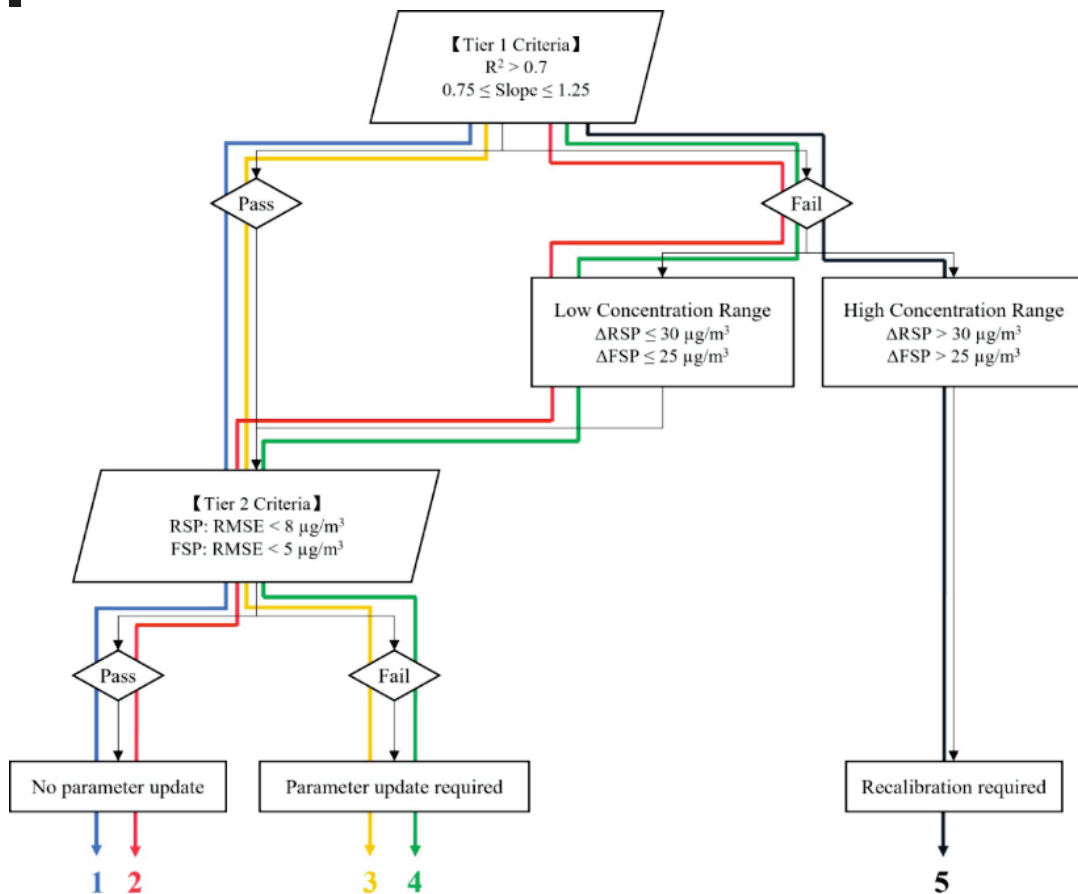 【Tier 1 Criteria】
R² > 0.7
0.75 ≤ Slope ≤ 1.25
Pass
Fail
Low Concentration Range
ΔRSP ≤ 30 µg/m³
ΔFSP ≤ 25 µg/m³
High Concentration Range
ΔRSP > 30 µg/m³
ΔFSP > 25 µg/m³
【Tier 2 Criteria】
RSP: RMSE < 8 µg/m³
FSP: RMSE < 5 µg/m³
Pass
Fail
No parameter update
Parameter update required
Recalibration required
1
2
3
4
5